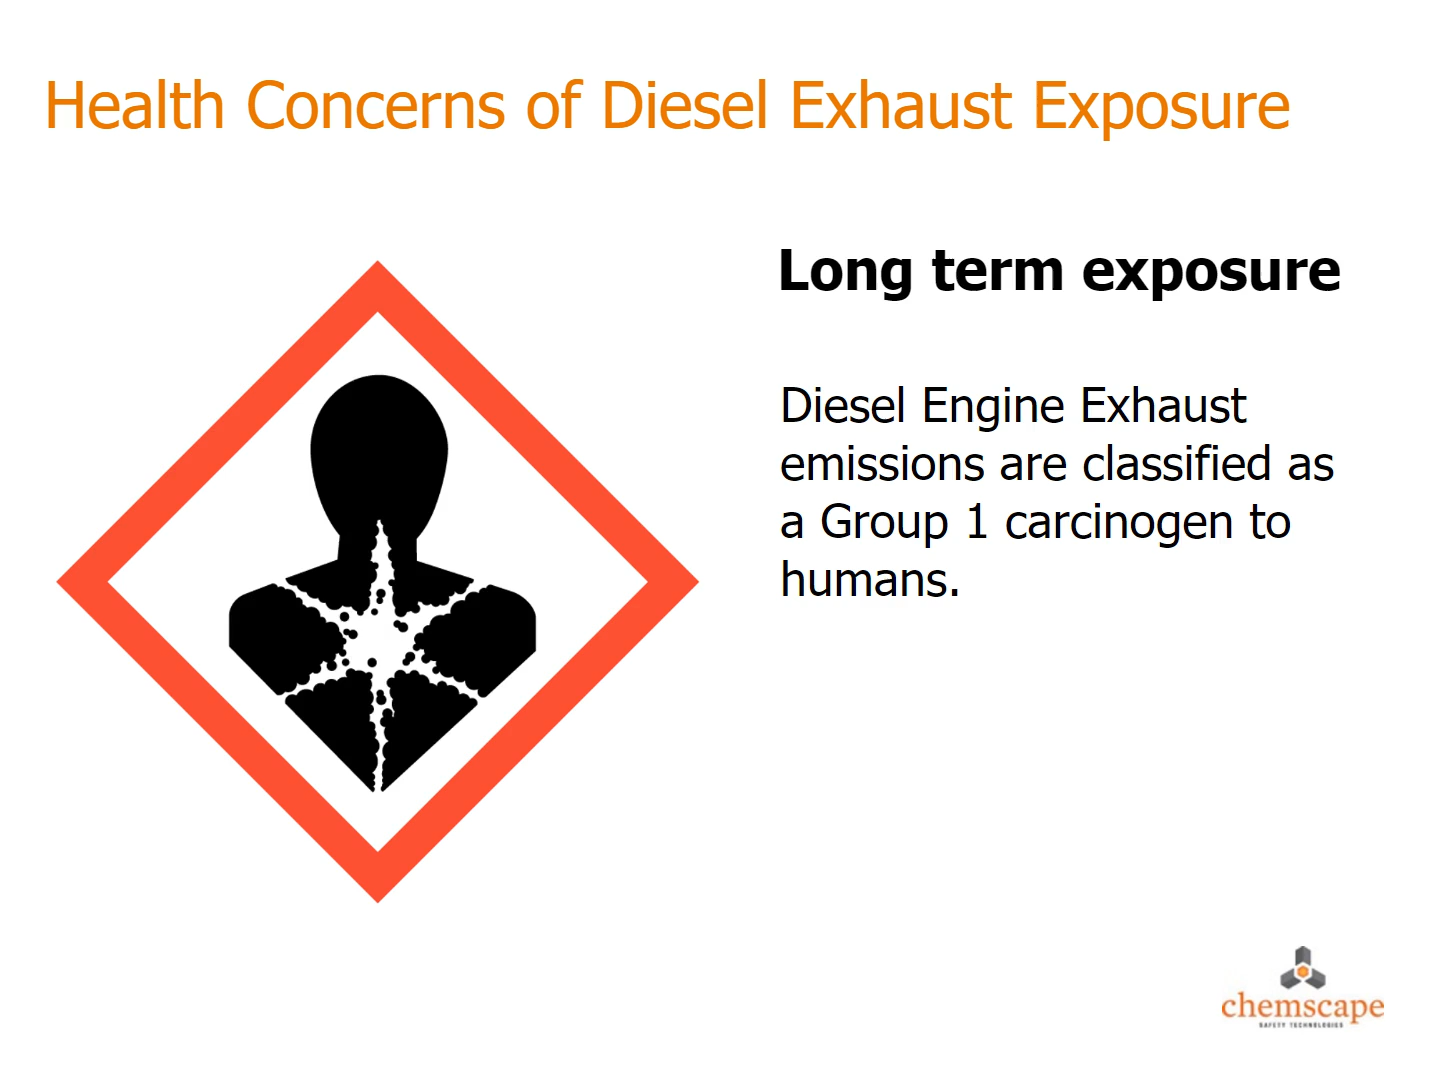 Health Concerns of Diesel Exhaust Exposure
Long term exposure
Diesel Engine Exhaust
emissions are classified as
a Group 1 carcinogen to
humans.
chemscape
SAFETY TECHNOLOGIES